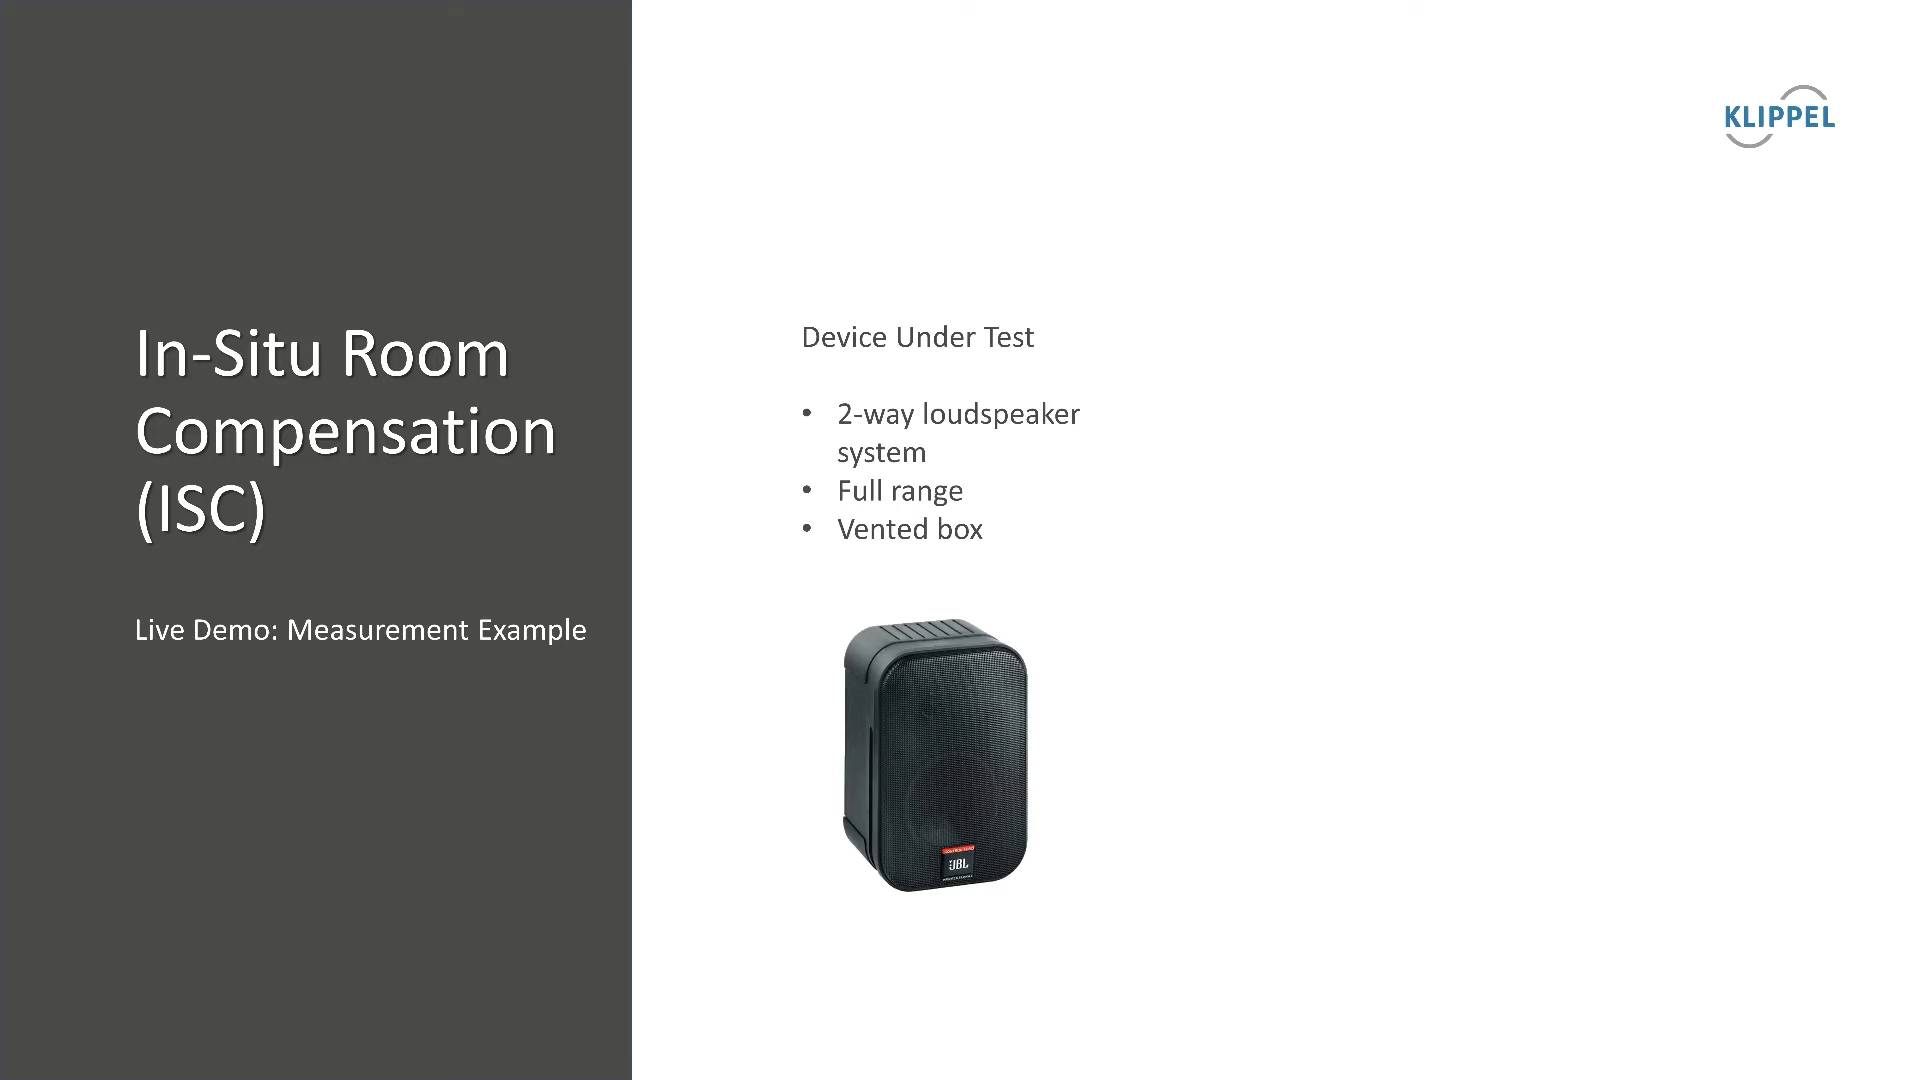 In-Situ Room
Compensation
(ISC)
Live Demo: Measurement Example
KLIPPEL
Device Under Test
• 2-way loudspeaker
system
• Full range
• Vented box
JBL